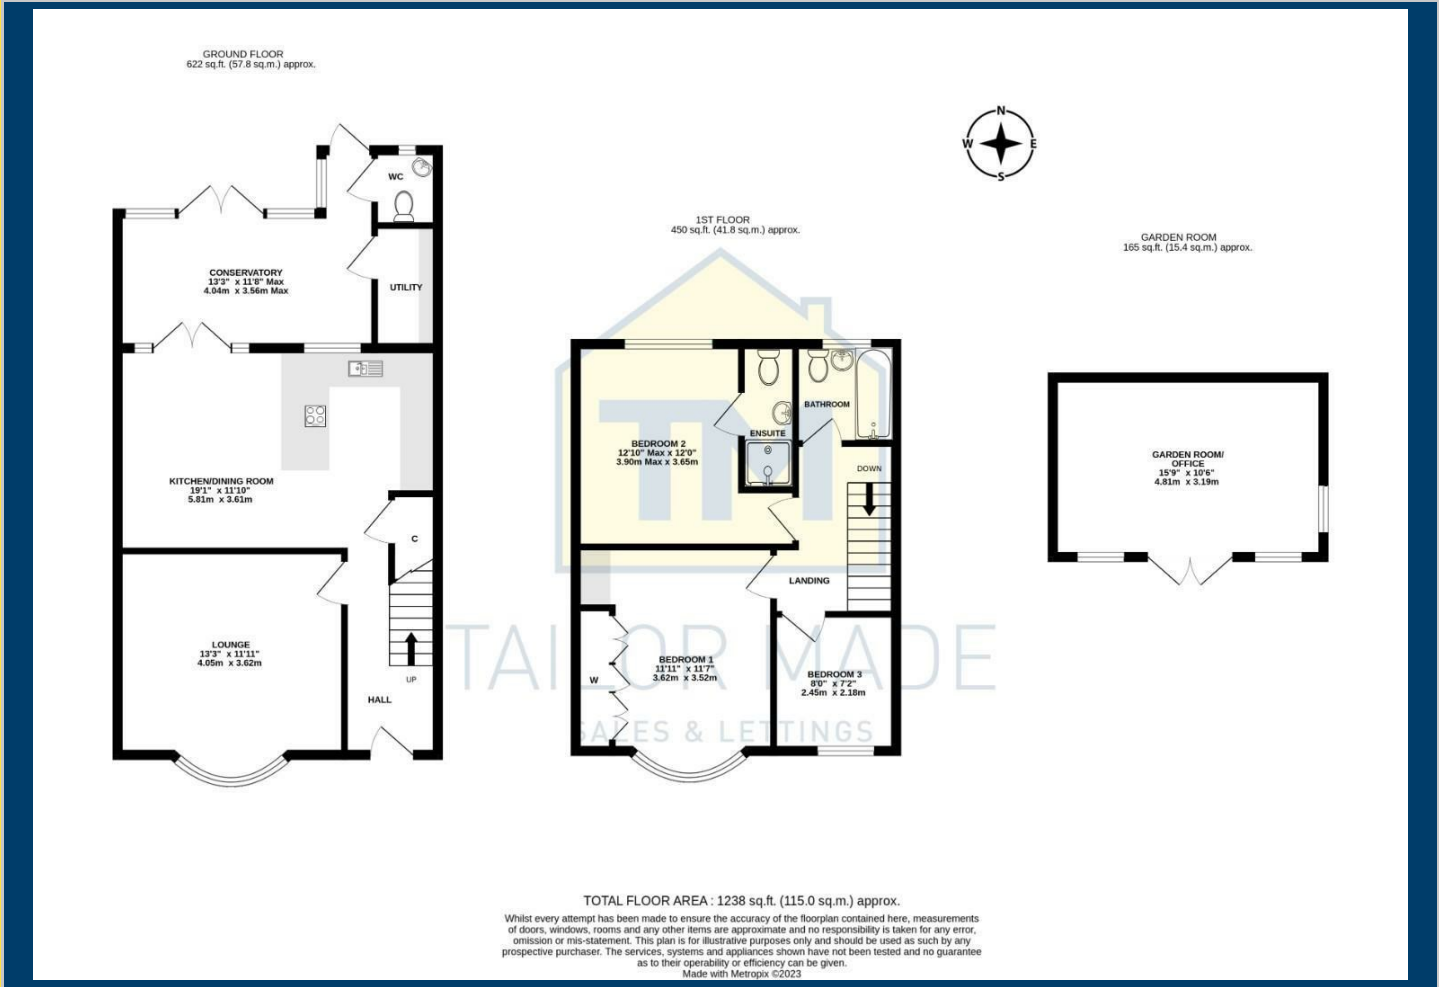 GROUND FLOOR
622 sq.ft. (57.8 sq.m.) approx.
WC
CONSERVATORY
13'3" x 11'8" Max
4.04m x 3.56m Max
UTILITY
KITCHEN/DINING ROOM
19'1" x 11'10"
5.81m x 3.61m
C
LOUNGE
13'3" x 11'11"
4.05m x 3.62m
UP
HALL
1ST FLOOR
450 sq.ft. (41.8 sq.m.) approx.
BATHROOM
ENSUITE
BEDROOM 2
12'10" Max x 12'0"
3.90m Max x 3.65m
DOWN
LANDING
BEDROOM 1
11'11" x 11'7"
3.62m x 3.52m
W
BEDROOM 3
8'0" x 7'2"
2.45m x 2.18m
TM
TAILOR MADE
SALES & LETTINGS
N
W
E
S
GARDEN ROOM
165 sq.ft. (15.4 sq.m.) approx.
GARDEN ROOM/
OFFICE
15'9" x 10'6"
4.81m x 3.19m
TOTAL FLOOR AREA : 1238 sq.ft. (115.0 sq.m.) approx.
Whilst every attempt has been made to ensure the accuracy of the floorplan contained here, measurements
of doors, windows, rooms and any other items are approximate and no responsibility is taken for any error,
omission or mis-statement. This plan is for illustrative purposes only and should be used as such by any
prospective purchaser. The services, systems and appliances shown have not been tested and no guarantee
as to their operability or efficiency can be given.
Made with Metropix ©2023